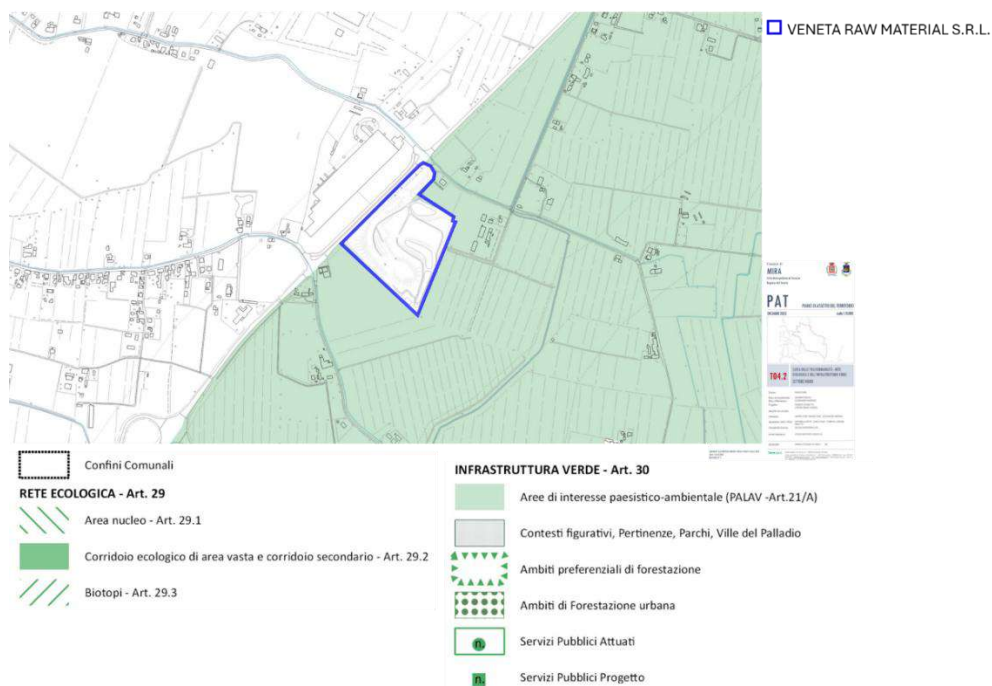 VENETA RAW MATERIAL S.R.L.
MIRA
PAT
T04.2
Confini Comunali
RETE ECOLOGICA - Art. 29
Area nucleo - Art. 29.1
Corridoio ecologico di area vasta e corridoio secondario - Art. 29.2
Biotopi - Art. 29.3
INFRASTRUTTURA VERDE - Art. 30
Aree di interesse paesistico-ambientale (PALAV -Art.21/A)
Contesti figurativi, Pertinenze, Parchi, Ville del Palladio
Ambiti preferenziali di forestazione
Ambiti di Forestazione urbana
n.
Servizi Pubblici Attuati
n.
Servizi Pubblici Progetto